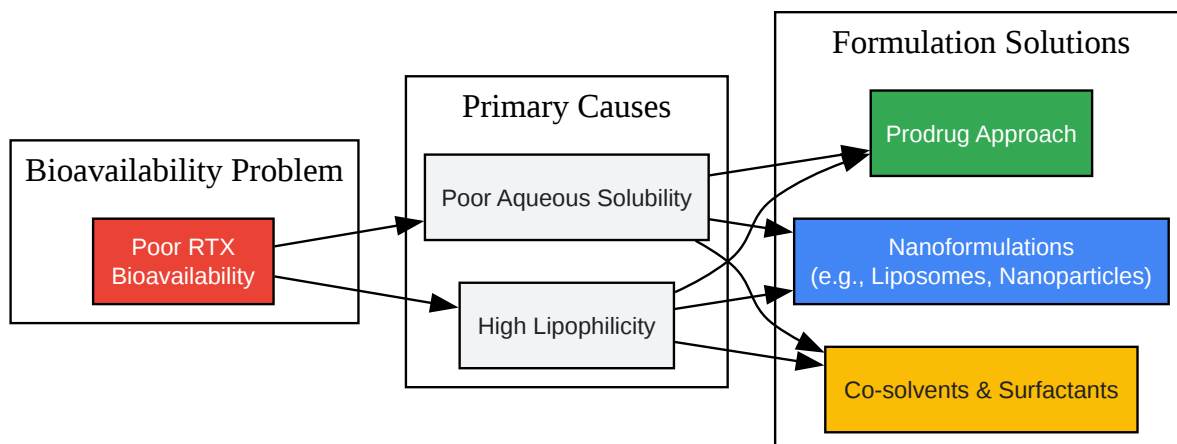 Bioavailability Problem
Poor RTX
Bioavailability
Primary Causes
Poor Aqueous Solubility
High Lipophilicity
Formulation Solutions
Prodrug Approach
Nanoformulations
(e.g., Liposomes, Nanoparticles)
Co-solvents & Surfactants